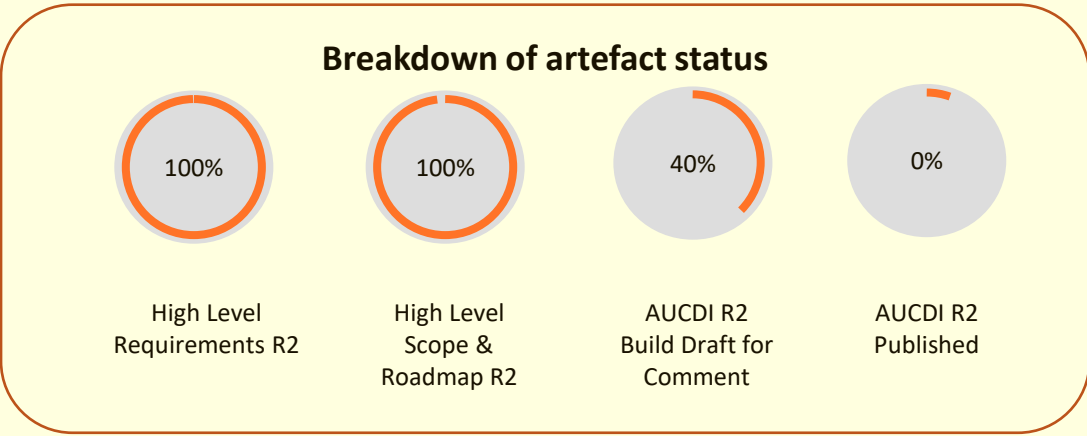 Breakdown of artefact status
100%
100%
40%
0%
High Level
Requirements R2
High Level
Scope &
Roadmap R2
AUCDI R2
Build Draft for
Comment
AUCDI R2
Published